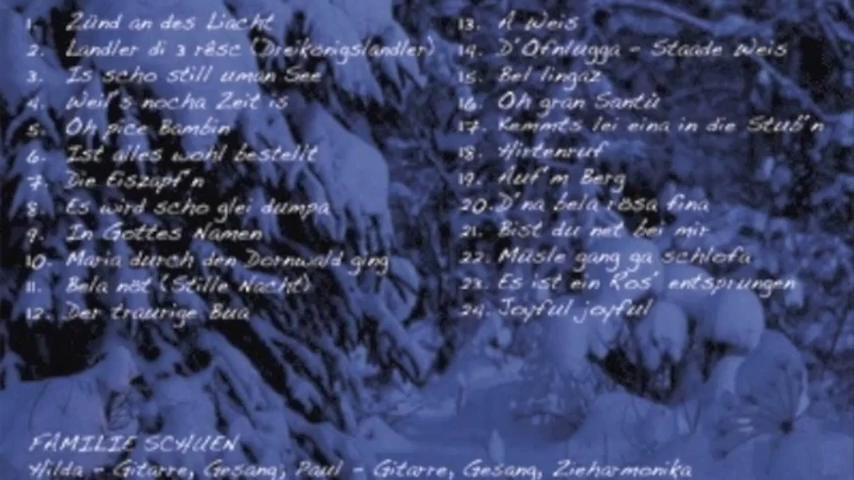 1. Zünd an des Liacht
2. Landler di 3 rësc (Dreikönigslandler)
3. Is scho still uman See
4. Weil's nocha Zeit is
5. Oh pice Bambin
6. Ist alles wohl bestellt
7. Die Eiszapf'n
8. Es wird scho glei dumpa
9. In Gottes Namen
10. Maria durch den Dornwald ging
11. Bela nöt (Stille Nacht)
12. Der traurige Bua
13. A Weis
14. D'Ofnlugga - Staade Weis
15. Bel lingaz
16. Oh gran Santù
17. Kemmts lei eina in die Stub'n
18. Hirtenruf
19. Auf'm Berg
20. D'na bela rösa fina
21. Bist du net bei mir
22. Müsle gang ga schlofa
23. Es ist ein Ros' entsprungen
24. Joyful joyful
FAMILIE SCHUEN
Hilda - Gitarre, Gesang; Paul - Gitarre, Gesang, Zieharmonika